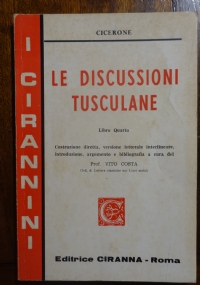 I CIRANNINI
CICERONE
LE DISCUSSIONI
TUSCULANE
Libro Quarto
Costruzione diretta, versione letterale interlineare,
introduzione, argomento e bibliografia a cura del
Prof. VITO COSTA
Editrice CIRANNA - Roma